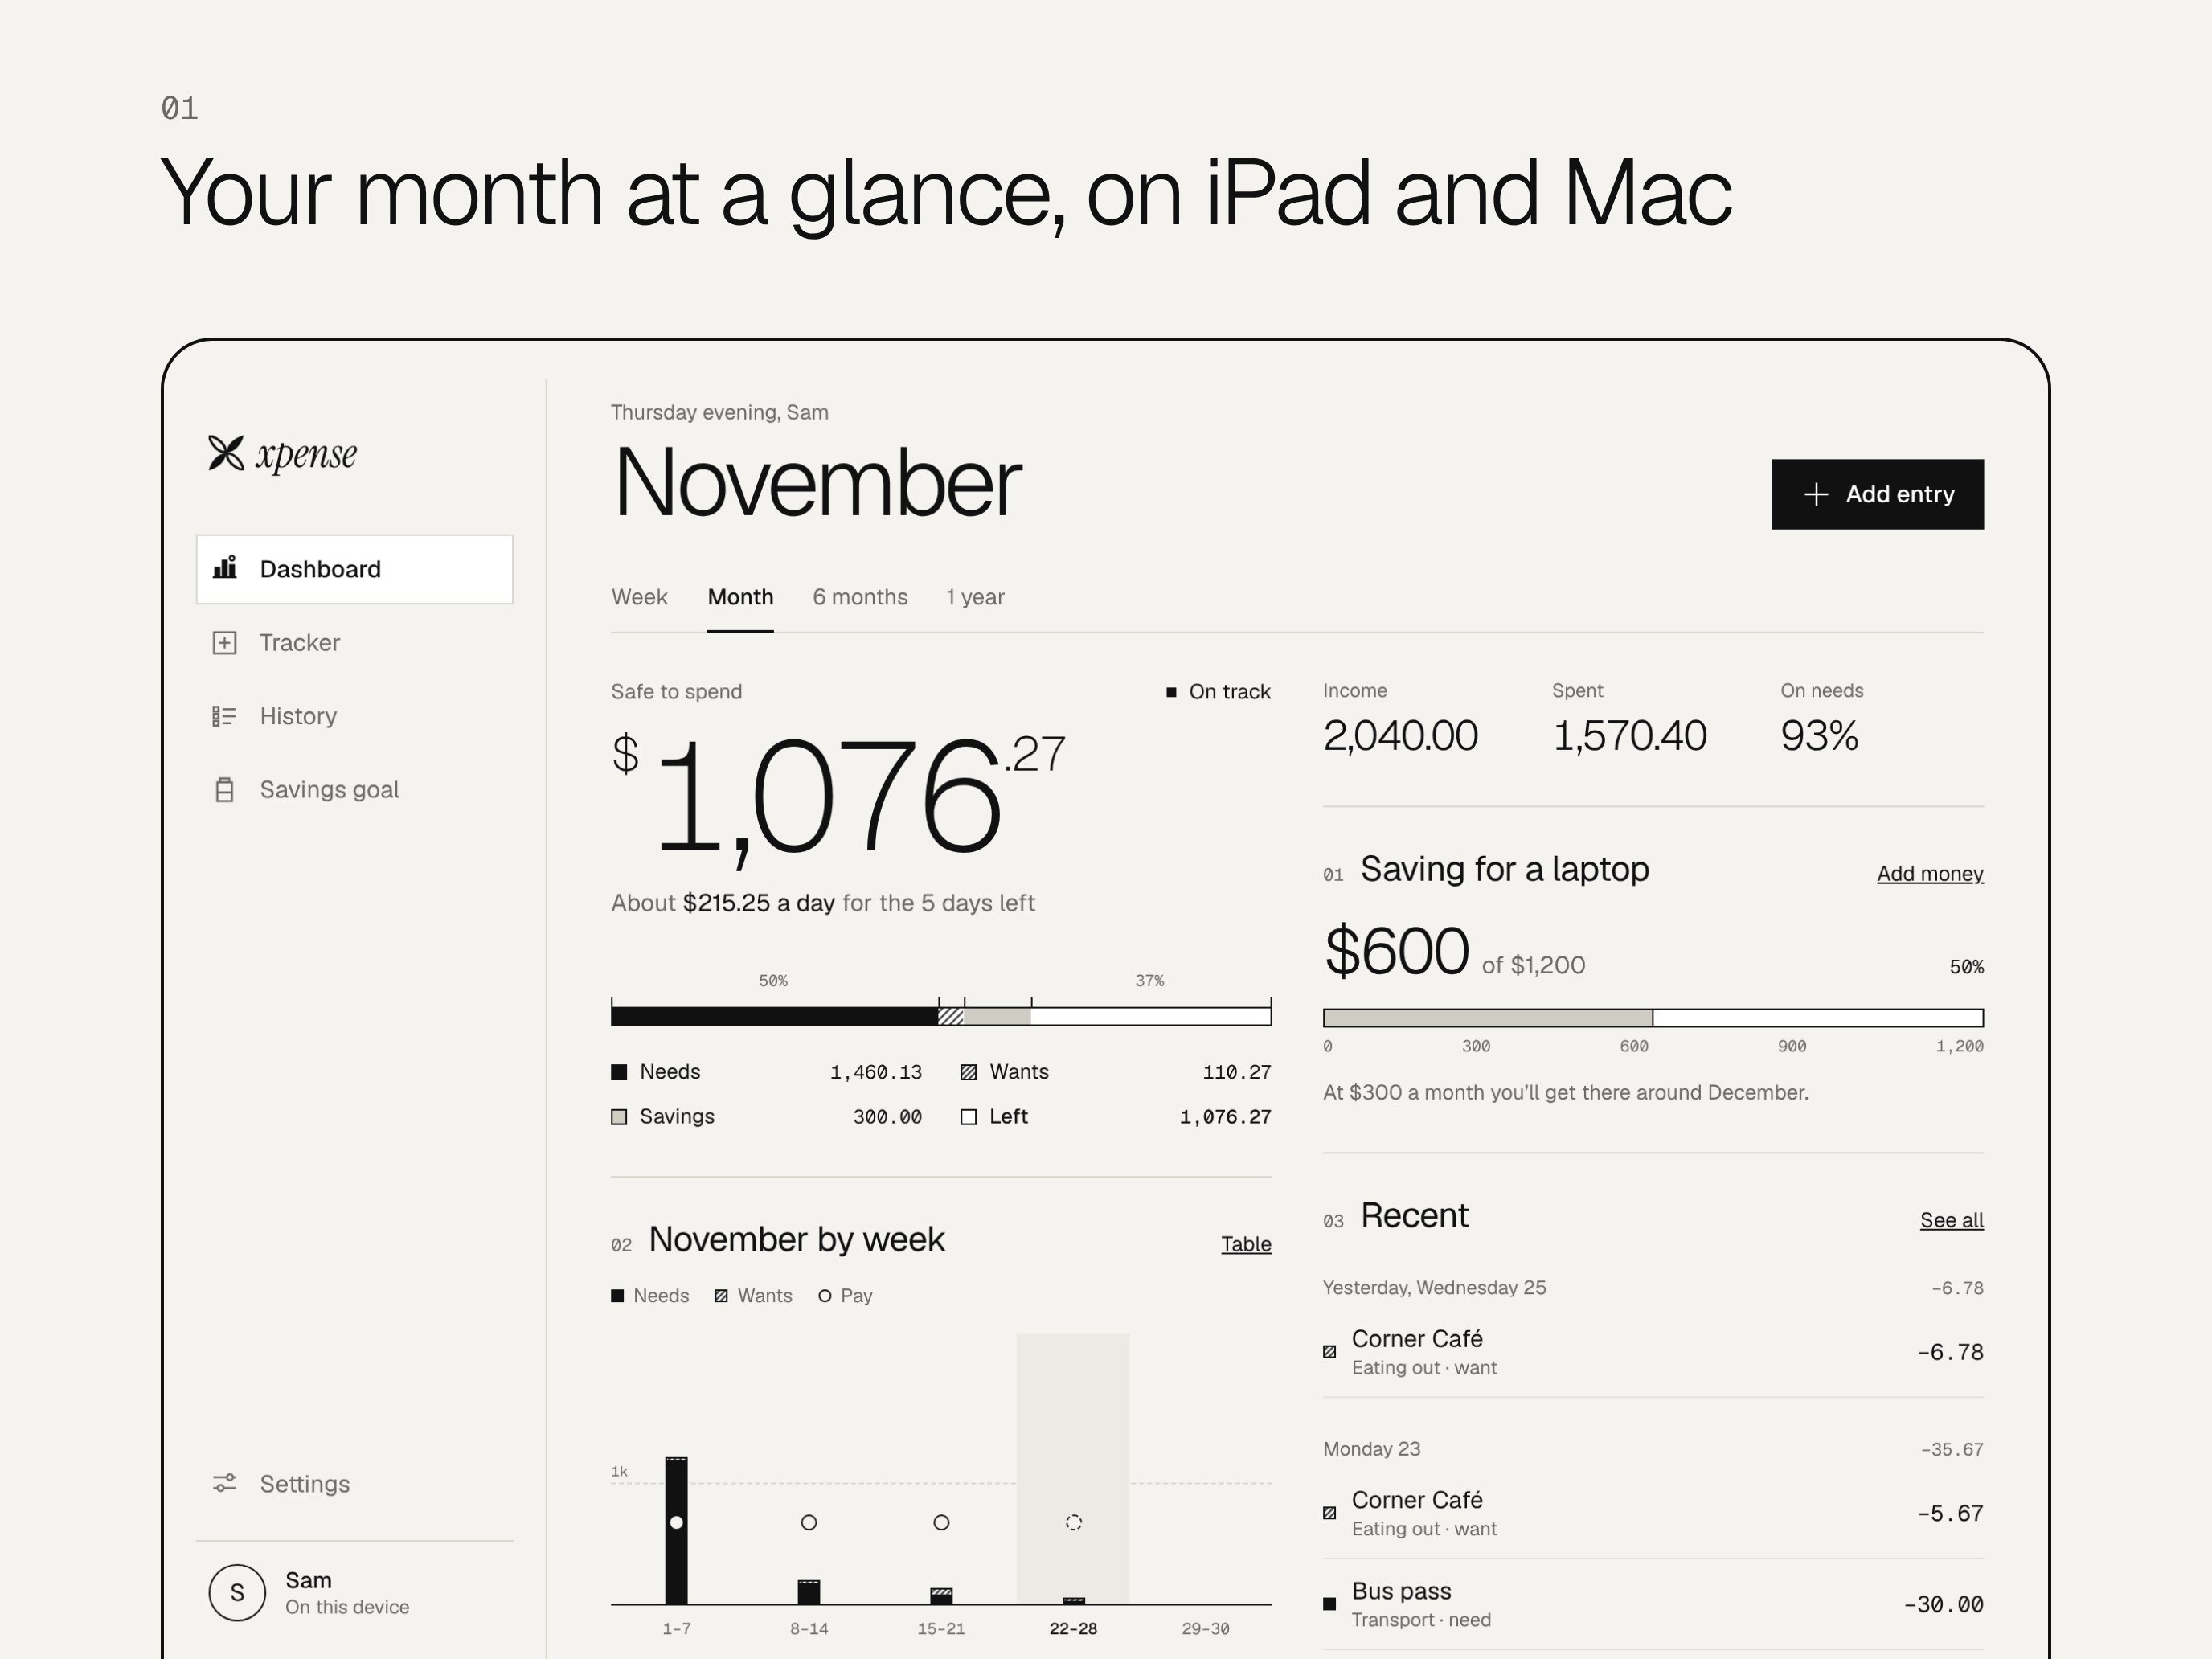 01
Your month at a glance, on iPad and Mac
xpense
Dashboard
Tracker
History
Savings goal
Settings
S
Sam
On this device
Thursday evening, Sam
November
+ Add entry
Week Month 6 months 1 year
Safe to spend
On track
$1,076.27
About $215.25 a day for the 5 days left
50% 37%
Needs 1,460.13 Wants 110.27
Savings 300.00 Left 1,076.27
02 November by week Table
Needs Wants Pay
1k
1–7 8–14 15–21 22–28 29–30
Income Spent On needs
2,040.00 1,570.40 93%
01 Saving for a laptop Add money
$600 of $1,200 50%
0 300 600 900 1,200
At $300 a month you’ll get there around December.
03 Recent See all
Yesterday, Wednesday 25 −6.78
Corner Café −6.78
Eating out · want
Monday 23 −35.67
Corner Café −5.67
Eating out · want
Bus pass −30.00
Transport · need